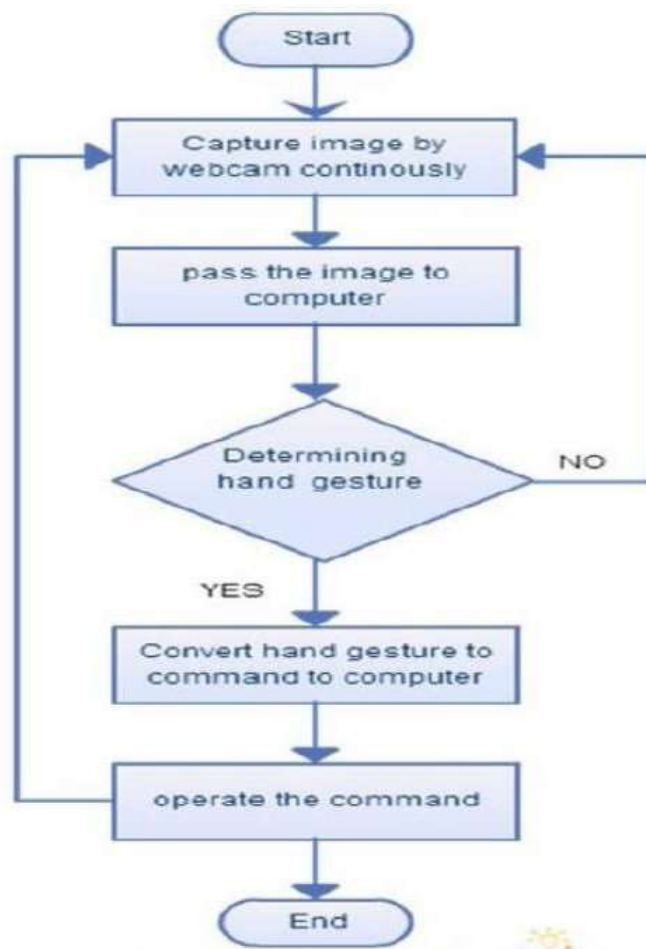 Start
Capture image by
webcam continously
pass the image to
computer
Determining
hand gesture
NO
YES
Convert hand gesture to
command to computer
operate the command
End